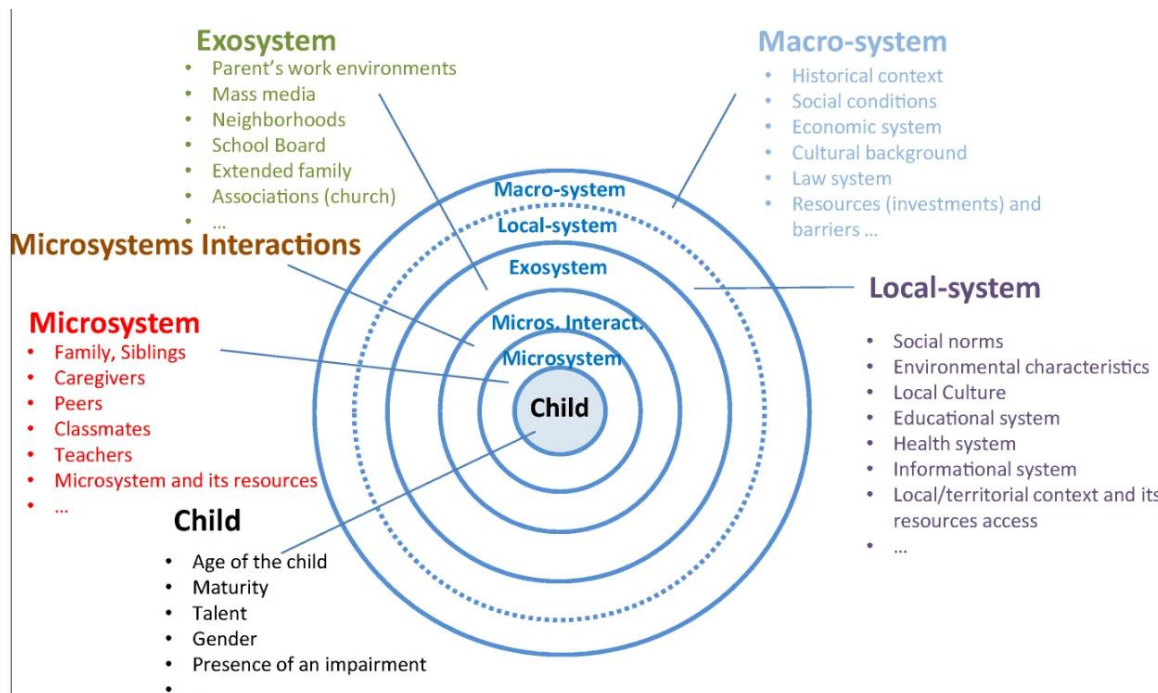 Exosystem
• Parent's work environments
• Mass media
• Neighborhoods
• School Board
• Extended family
• Associations (church)
• ...
Macro-system
• Historical context
• Social conditions
• Economic system
• Cultural background
• Law system
• Resources (investments) and
barriers ...
Microsystems Interactions
Microsystem
• Family, Siblings
• Caregivers
• Peers
• Classmates
• Teachers
• Microsystem and its resources
• ...
Macro-system
Local-system
Exosystem
Micros. Interact.
Microsystem
Child
Local-system
• Social norms
• Environmental characteristics
• Local Culture
• Educational system
• Health system
• Informational system
• Local/territorial context and its
resources access
• ...
Child
• Age of the child
• Maturity
• Talent
• Gender
• Presence of an impairment
•